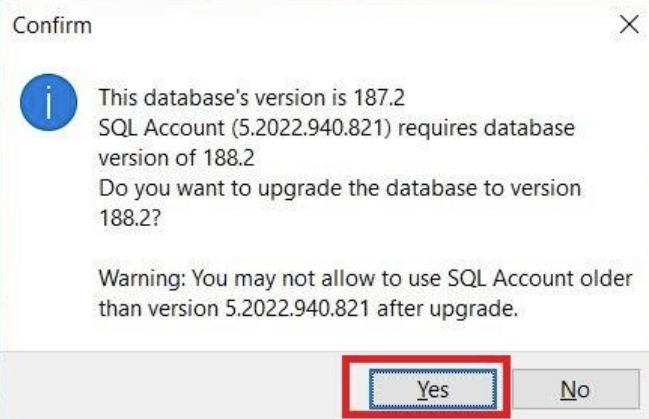 Confirm
This database's version is 187.2
SQL Account (5.2022.940.821) requires database
version of 188.2
Do you want to upgrade the database to version
188.2?
Warning: You may not allow to use SQL Account older
than version 5.2022.940.821 after upgrade.
Yes No